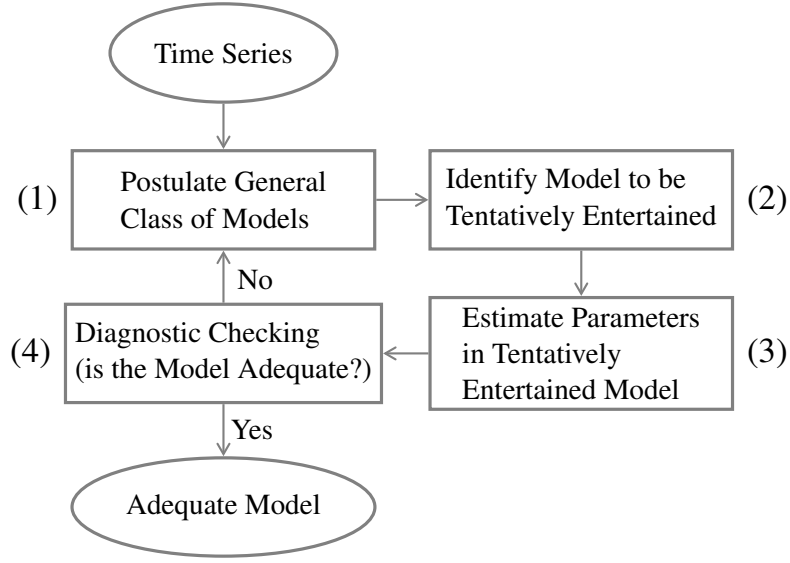 Time Series
(1)
Postulate General
Class of Models
Identify Model to be
Tentatively Entertained
(2)
No
(4)
Diagnostic Checking
(is the Model Adequate?)
Estimate Parameters
in Tentatively
Entertained Model
(3)
Yes
Adequate Model